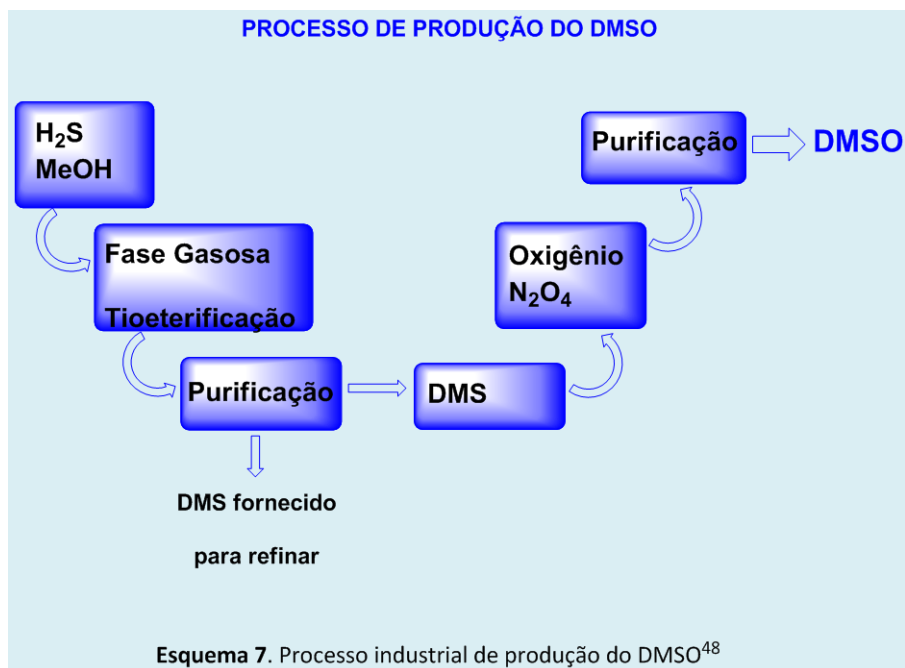 PROCESSO DE PRODUÇÃO DO DMSO
H₂S
MeOH
Fase Gasosa
Tioeterificação
Purificação
DMS fornecido
para refinar
DMS
Oxigênio
N₂O₄
Purificação
DMSO
Esquema 7. Processo industrial de produção do DMSO⁴⁸